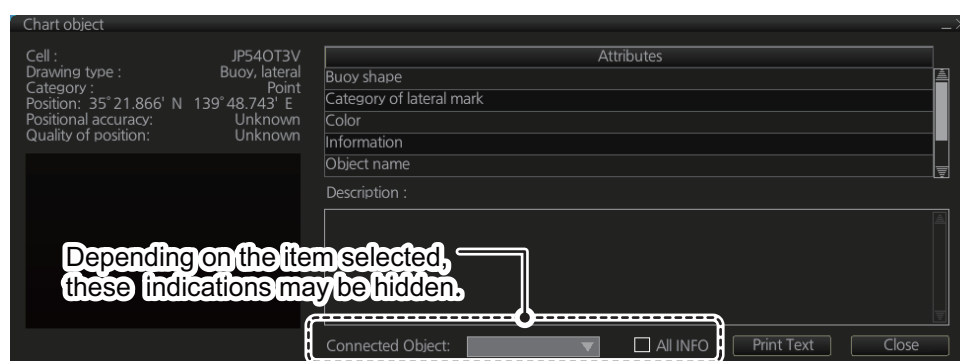 Chart object
Cell : JP54OT3V
Drawing type : Buoy, lateral
Category : Point
Position: 35°21.866' N 139°48.743' E
Positional accuracy: Unknown
Quality of position: Unknown
Attributes
Buoy shape
Category of lateral mark
Color
Information
Object name
Description :
Depending on the item selected,
these indications may be hidden.
Connected Object: All INFO Print Text Close